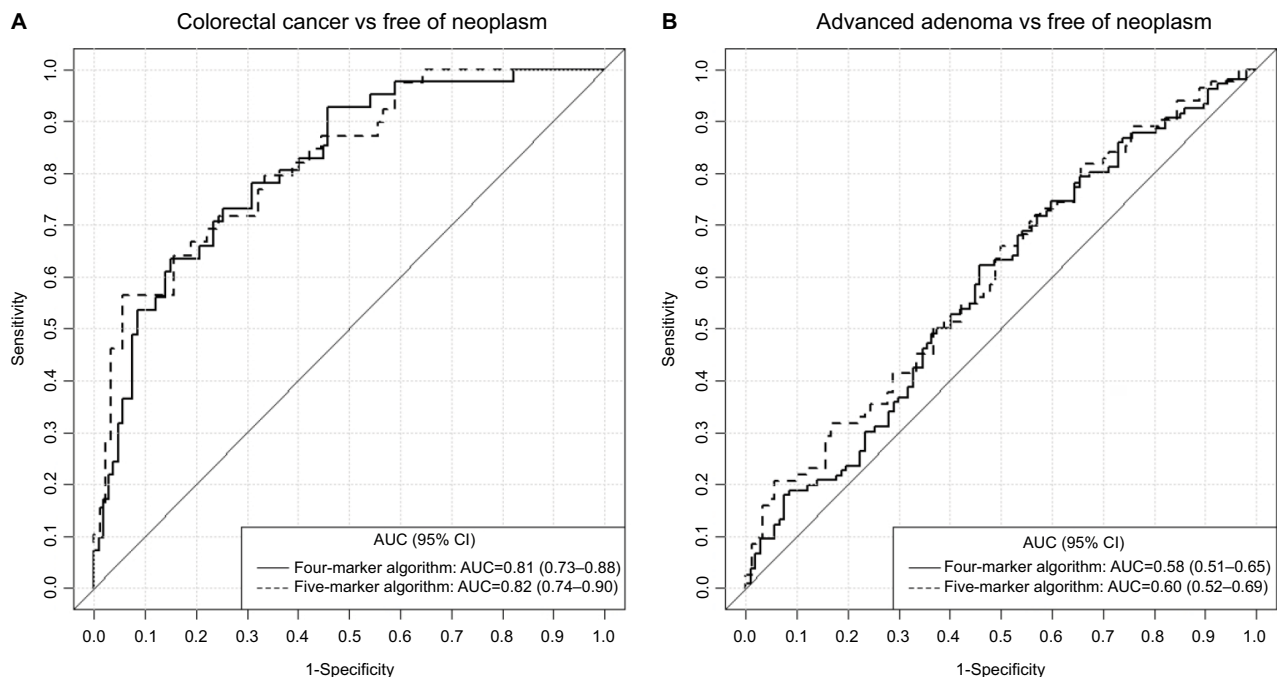 A
Colorectal cancer vs free of neoplasm
Sensitivity
1.0
0.9
0.8
0.7
0.6
0.5
0.4
0.3
0.2
0.1
0.0
AUC (95% CI)
Four-marker algorithm: AUC=0.81 (0.73–0.88)
Five-marker algorithm: AUC=0.82 (0.74–0.90)
0.0 0.1 0.2 0.3 0.4 0.5 0.6 0.7 0.8 0.9 1.0
1-Specificity
B
Advanced adenoma vs free of neoplasm
Sensitivity
1.0
0.9
0.8
0.7
0.6
0.5
0.4
0.3
0.2
0.1
0.0
AUC (95% CI)
Four-marker algorithm: AUC=0.58 (0.51–0.65)
Five-marker algorithm: AUC=0.60 (0.52–0.69)
0.0 0.1 0.2 0.3 0.4 0.5 0.6 0.7 0.8 0.9 1.0
1-Specificity